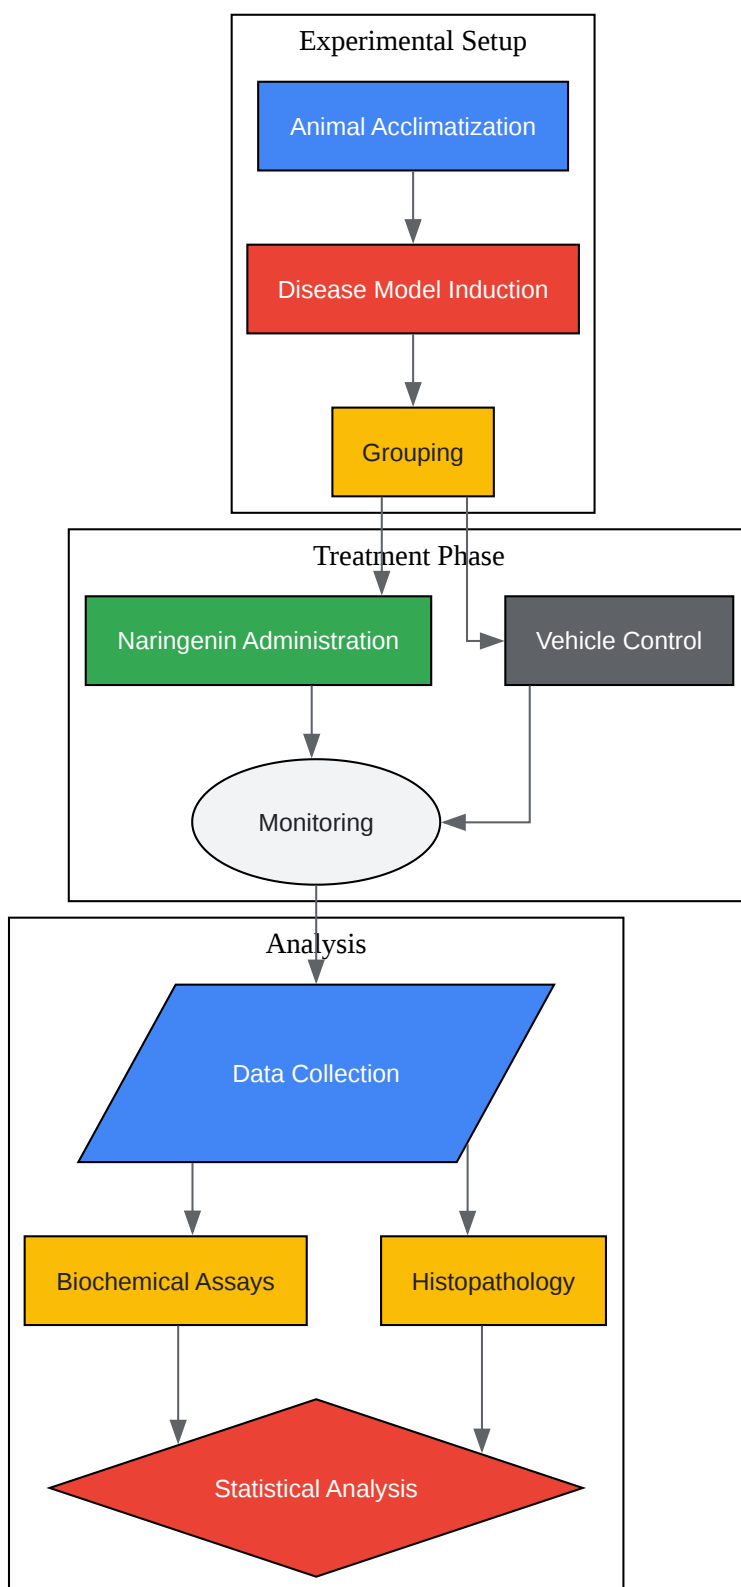 Experimental Setup
Animal Acclimatization
Disease Model Induction
Grouping
Treatment Phase
Naringenin Administration
Vehicle Control
Monitoring
Analysis
Data Collection
Biochemical Assays
Histopathology
Statistical Analysis